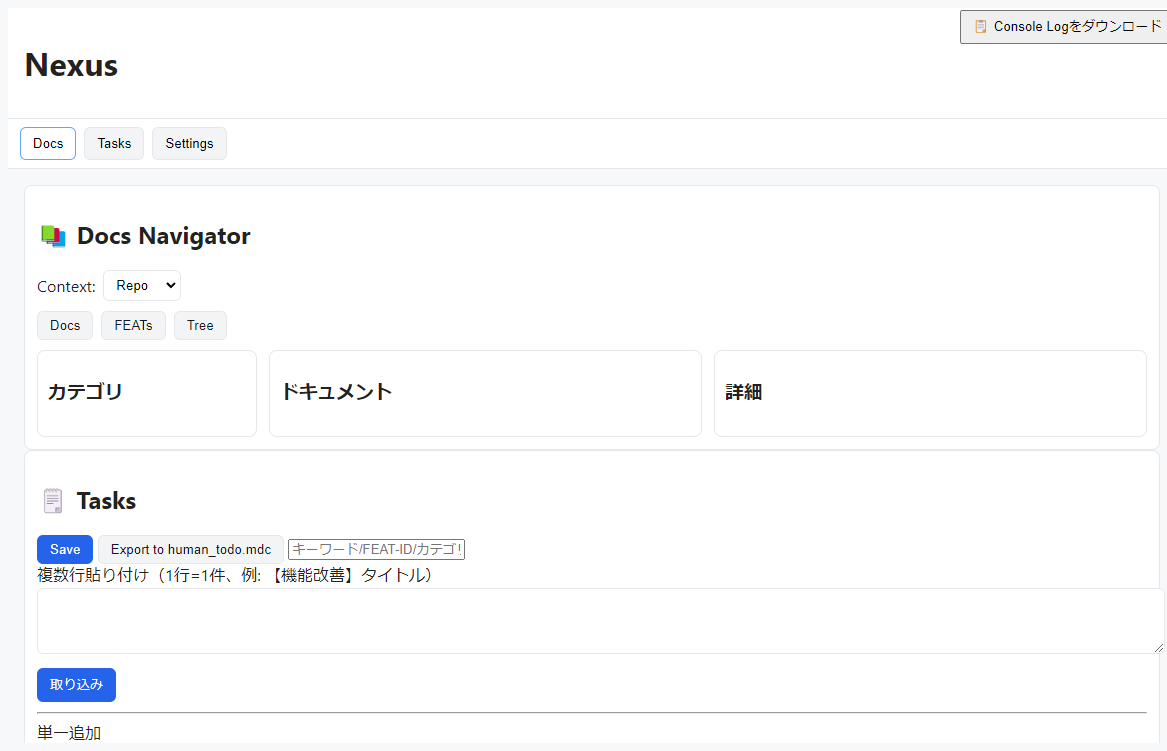 Console Logをダウンロード
Nexus
Docs Tasks Settings
Docs Navigator
Context: Repo
Docs FEATs Tree
カテゴリ ドキュメント 詳細
Tasks
Save Export to human_todo.mdc キーワード/FEAT-ID/カテゴリ
複数行貼り付け（1行=1件、例: 【機能改善】タイトル）
取り込み
単一追加